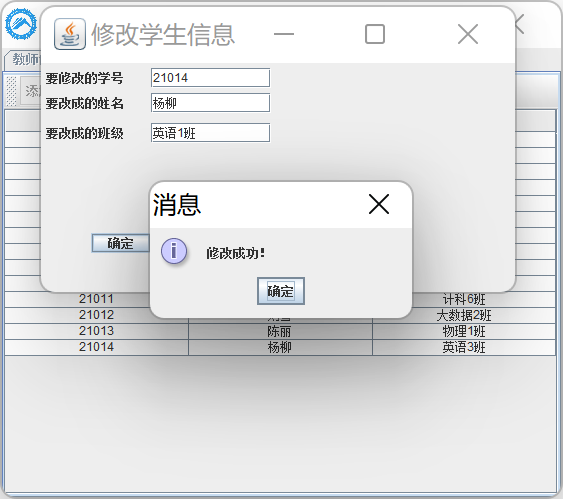 修改学生信息
教师
添
要修改的学号 21014
要改成的姓名 杨柳
要改成的班级 英语1班
确定
消息
修改成功!
确定
21011 计科6班
21012 大数据2班
21013 陈丽 物理1班
21014 杨柳 英语3班